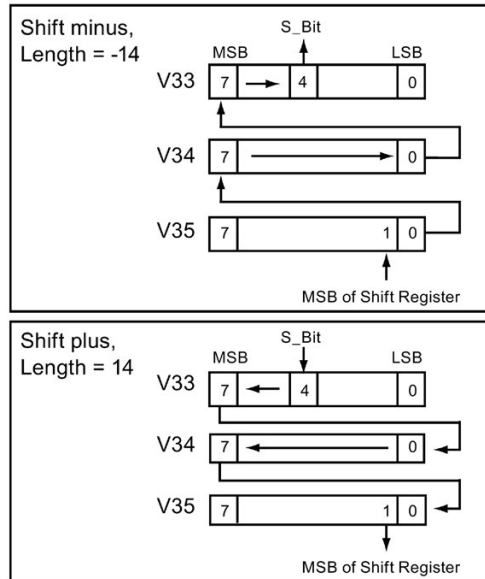 Shift minus,
Length = -14
S_Bit
MSB LSB
V33 7 4 0
V34 7 0
V35 7 1 0
MSB of Shift Register
Shift plus,
Length = 14
S_Bit
MSB LSB
V33 7 4 0
V34 7 0
V35 7 1 0
MSB of Shift Register